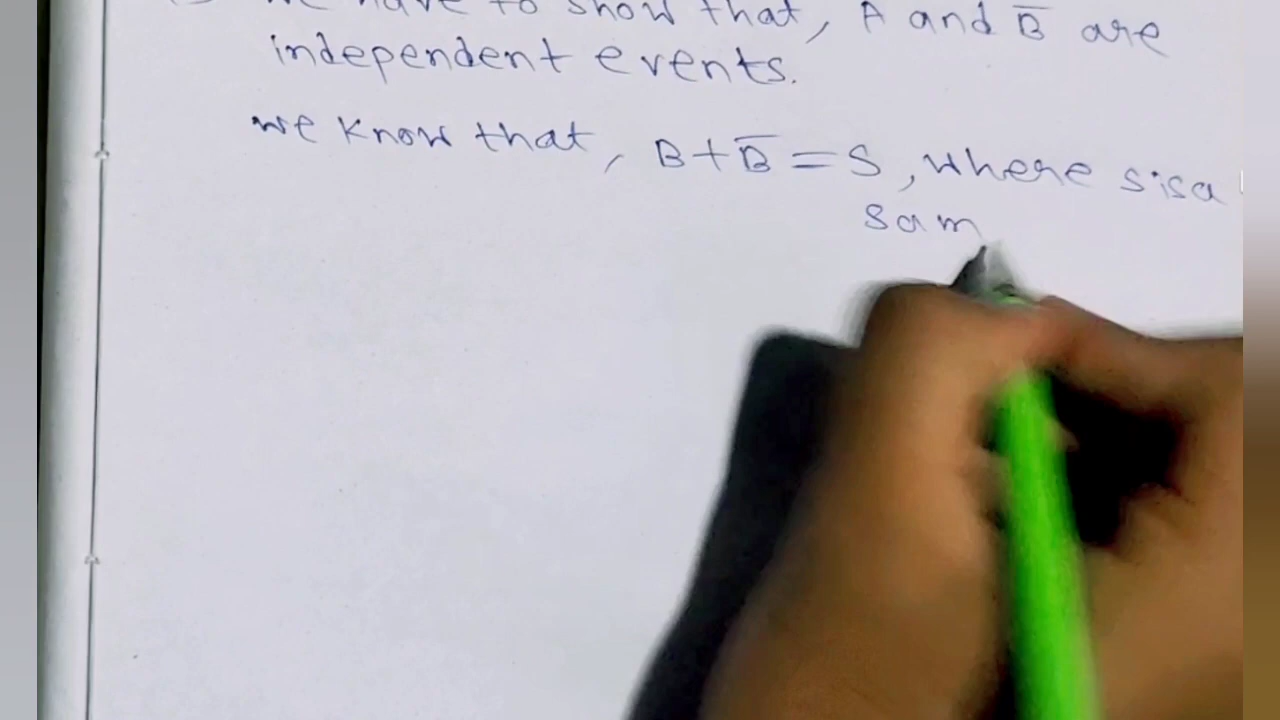 we have to show that, A and B̅ are
independent events.
we know that, B+B̅=S, where s is a
sam